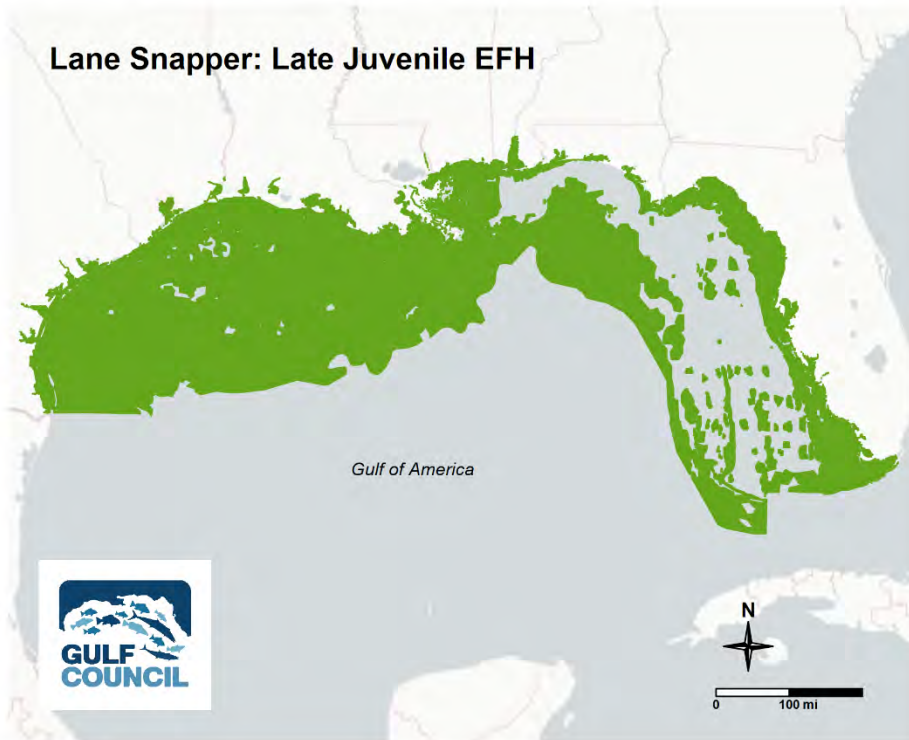 Lane Snapper: Late Juvenile EFH
Gulf of America
GULF
COUNCIL
N
0 100 mi